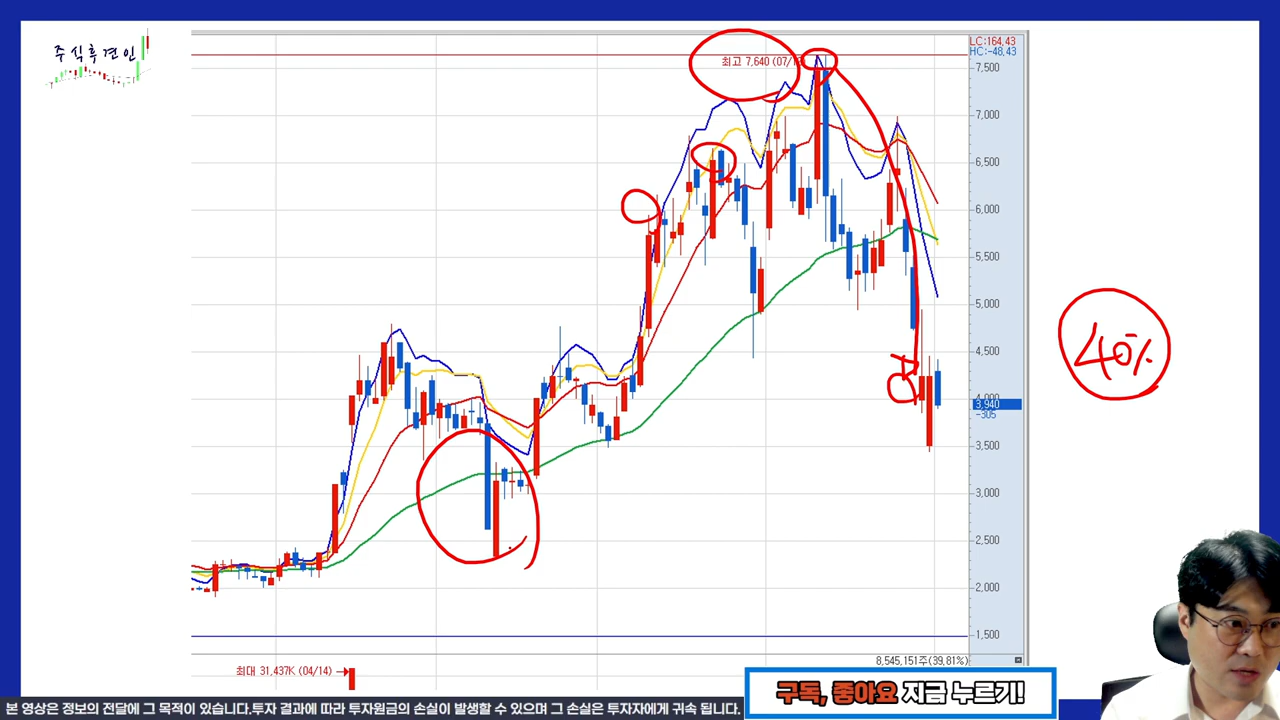 주식후견인
LC:164.43
HC:-48.43
최고 7,640 (07/1
7,500
7,000
6,500
6,000
5,500
5,000
4,500
40%
4,000
3,940
-305
3,500
3,000
2,500
2,000
1,500
8,545,151주(39.81%)
최대 31,437K (04/14)
구독, 좋아요 지금 누르기!
본 영상은 정보의 전달에 그 목적이 있습니다.투자 결과에 따라 투자원금의 손실이 발생할 수 있으며 그 손실은 투자자에게 귀속 됩니다.